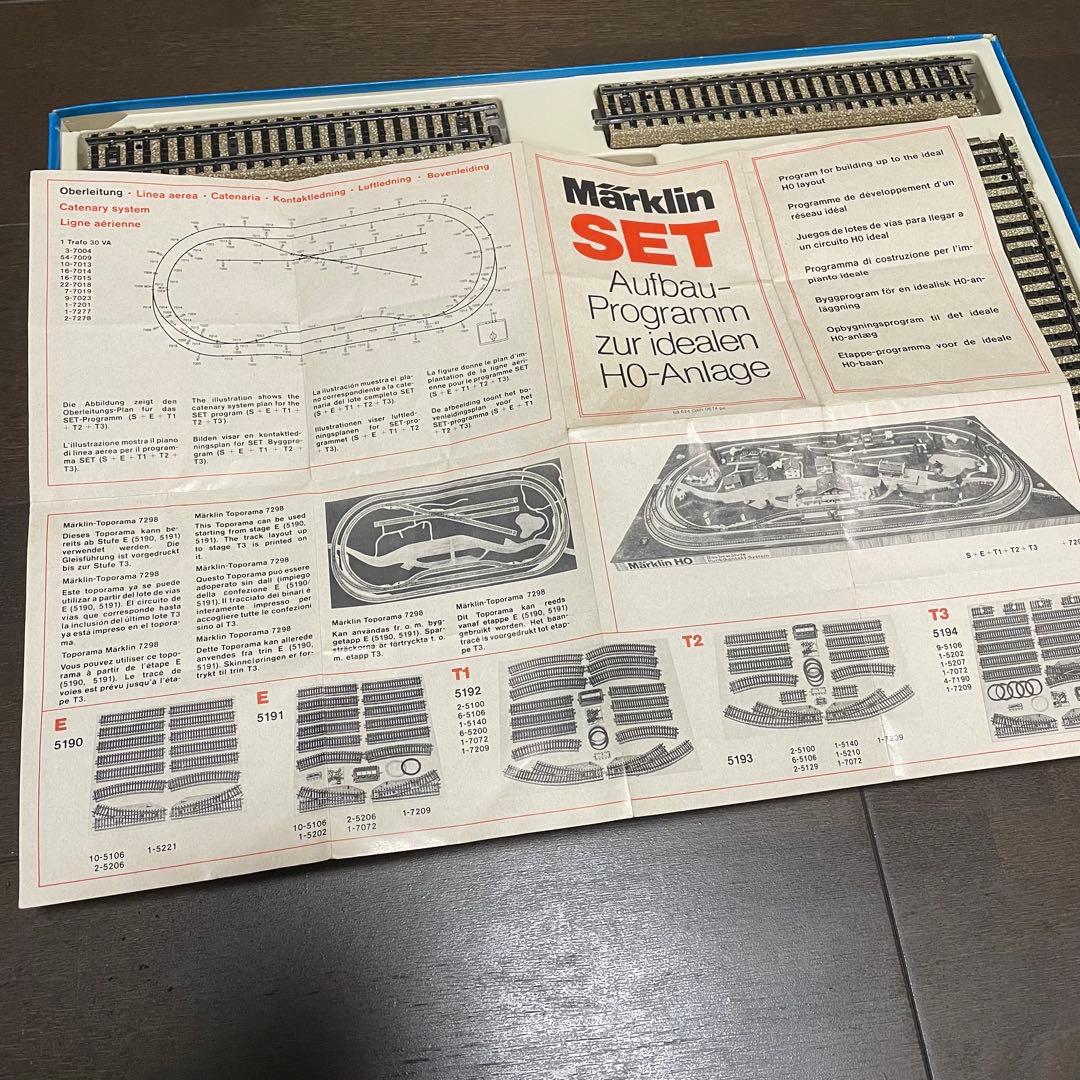 Oberleitung · Linea aerea · Catenaria · Kontaktledning · Luftledning · Bovenleiding
Catenary system
Ligne aérienne
1 Trafo 30 VA
3-7004
54-7009
10-7013
16-7014
16-7015
22-7018
7-7019
9-7023
1-7201
1-7277
2-7278
Die Abbildung zeigt den
Oberleitungs-Plan für das
SET-Programm (S + E + T1
+ T2 + T3).
L'illustrazione mostra il piano
di linea aerea per il program-
ma SET (S + E + T1 + T2 +
T3).
The illustration shows the
catenary system plan for the
SET program (S + E + T1 +
T2 + T3).
Bilden visar en kontaktled-
ningsplan för SET Byggpro-
gram (S + E + T1 + T2 +
T3).
La ilustración muestra el pla-
no correspondiente a la cate-
naria del lote completo SET
(S + E + T1 + T2 + T3).
Illustrationen viser luftled-
ningsplanen for SET-pro-
grammet (S + E + T1 + T2
+ T3).
La figure donne le plan d'im-
plantation de la ligne aéri-
enne pour le programme SET
(S + E + T1 + T2 + T3).
De afbeelding toont het bo-
venleidingsplan voor het
SET-programma (S + E + T1
+ T2 + T3).
Märklin
SET
Aufbau-
Programm
zur idealen
H0-Anlage
Program for building up to the ideal
H0 layout
Programme de développement d'un
réseau idéal
Juegos de lotes de vías para llegar a
un circuito H0 ideal
Programma di costruzione per l'im-
pianto ideale
Byggprogram för en idealisk H0-an-
läggning
Opbygningsprogram til det ideale
H0-anlæg
Etappe-programma voor de ideale
H0-baan
Märklin-Toporama 7298
Dieses Toporama kann be-
reits ab Stufe E (5190, 5191)
verwendet werden. Die
Gleisführung ist vorgedruckt
bis zur Stufe T3.
Märklin-Toporama 7298
Este toporama ya se puede
utilizar a partir del lote de vías
E (5190, 5191). El circuito de
vías que corresponde hasta
la inclusión del último lote T3
ya está impreso en el topora-
ma.
Toporama Märklin 7298
Vous pouvez utiliser ce topo-
rama à partir de l'étape E
(5190, 5191). Le tracé de
voies est prévu jusqu'à l'éta-
pe T3.
Märklin-Toporama 7298
This Toporama can be used
starting from stage E (5190,
5191). The track layout up
to stage T3 is printed on
it.
Märklin-Toporama 7298
Questo Toporama può essere
adoperato sin dall (impiego
della confezione E (5190/
5191). Il tracciato dei binari è
interamente impresso per
accogliere tutte le confezioni
sino al T3.
Märklin Toporama 7298
Dette Toporama kan allerede
anvendes fra trin E (5190,
5191). Skinneføringen er for-
trykt til trin T3.
Märklin Toporama 7298
Kan användas fr. o. m. byg-
getapp E (5190, 5191). Spår-
sträckorna är förtryckta t. o.
m. etapp T3.
Märklin-Toporama 7298
Dit Toporama kan reeds
vanaf etappe E (5190, 5191)
gebruikt worden. Het baan-
tracé is voorgedrukt tot etap-
pe T3.
Märklin HO
S + E + T1 + T2 + T3
E
5190
10-5106
2-5206
1-5221
E
5191
10-5106
1-5202
2-5206
1-7072
1-7209
T1
5192
2-5100
6-5106
1-5140
6-5200
1-7072
1-7209
T2
5193
2-5100
6-5106
2-5129
1-5140
1-5210
1-7072
1-7209
T3
5194
9-5106
1-5202
1-5207
1-7072
4-7190
1-7209